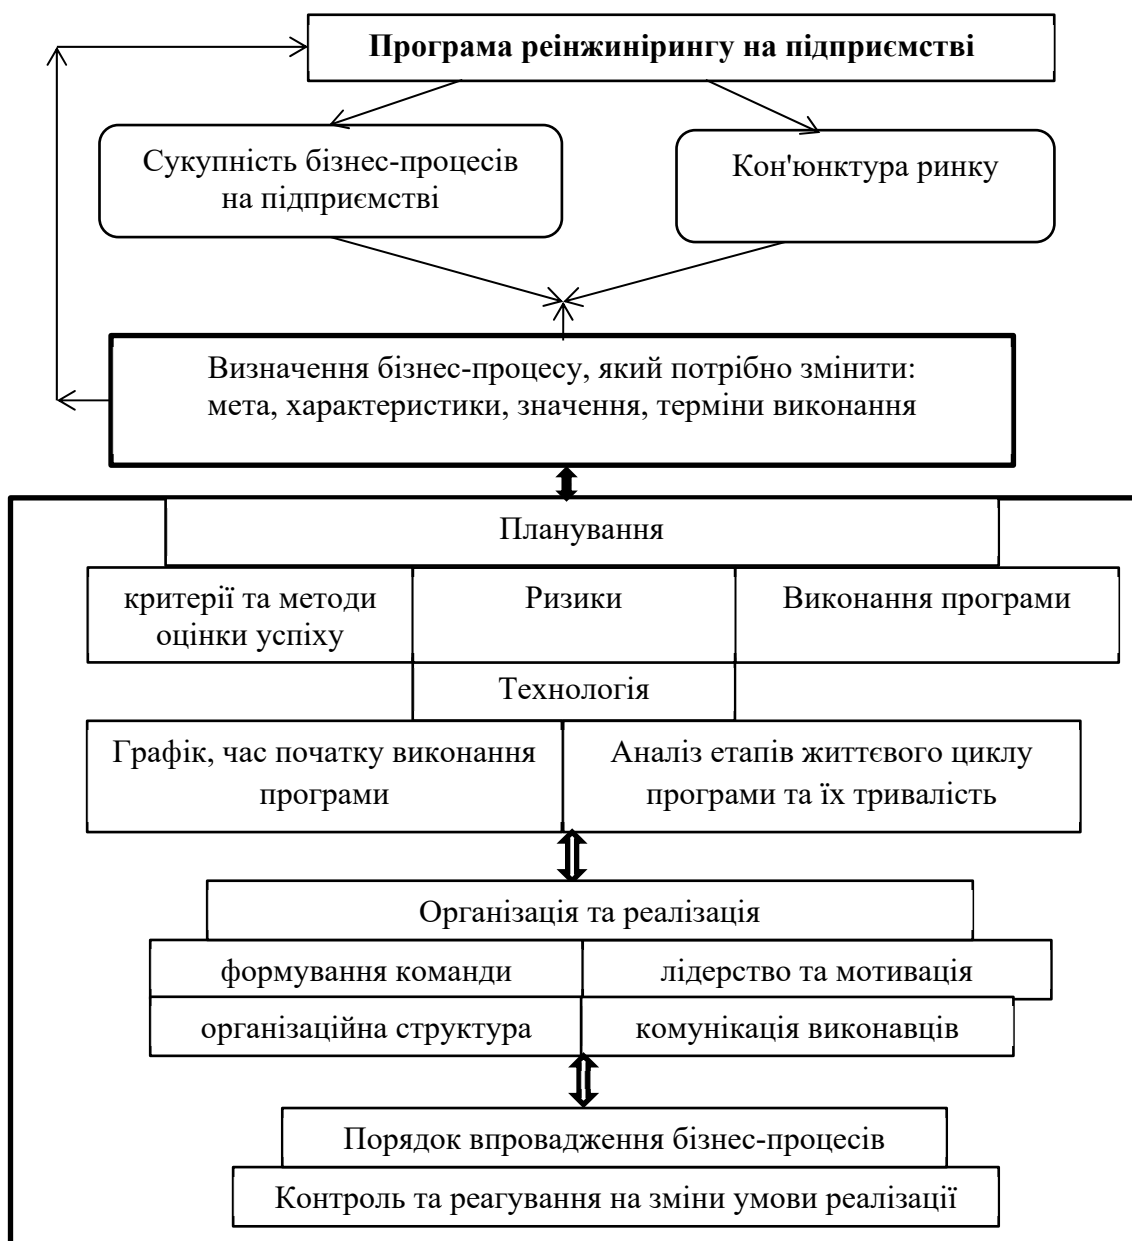 Програма реінжинірингу на підприємстві
Сукупність бізнес-процесів
на підприємстві
Кон'юнктура ринку
Визначення бізнес-процесу, який потрібно змінити:
мета, характеристики, значення, терміни виконання
Планування
критерії та методи
оцінки успіху
Ризики
Виконання програми
Технологія
Графік, час початку виконання
програми
Аналіз етапів життєвого циклу
програми та їх тривалість
Організація та реалізація
формування команди
лідерство та мотивація
організаційна структура
комунікація виконавців
Порядок впровадження бізнес-процесів
Контроль та реагування на зміни умови реалізації